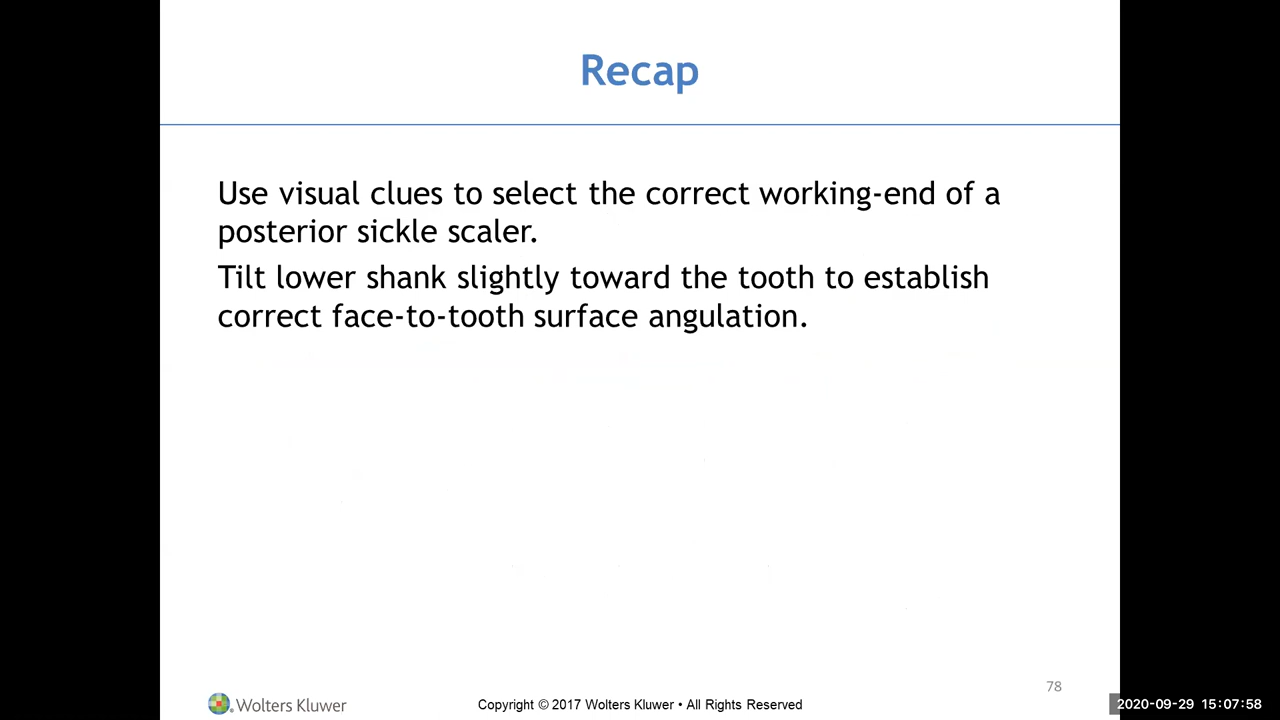 Recap
Use visual clues to select the correct working-end of a
posterior sickle scaler.
Tilt lower shank slightly toward the tooth to establish
correct face-to-tooth surface angulation.
78
Wolters Kluwer
Copyright © 2017 Wolters Kluwer • All Rights Reserved
2020-09-29 15:07:58